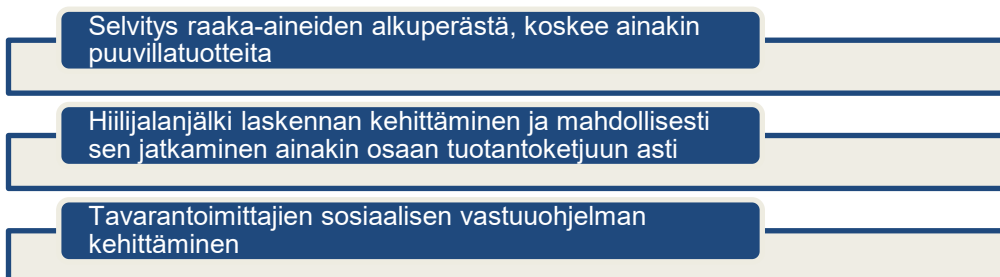 Selvitys raaka-aineiden alkuperästä, koskee ainakin
puuvillatuotteita
Hiilijalanjälki laskennan kehittäminen ja mahdollisesti
sen jatkaminen ainakin osaan tuotantoketjuun asti
Tavarantoimittajien sosiaalisen vastuuohjelman
kehittäminen